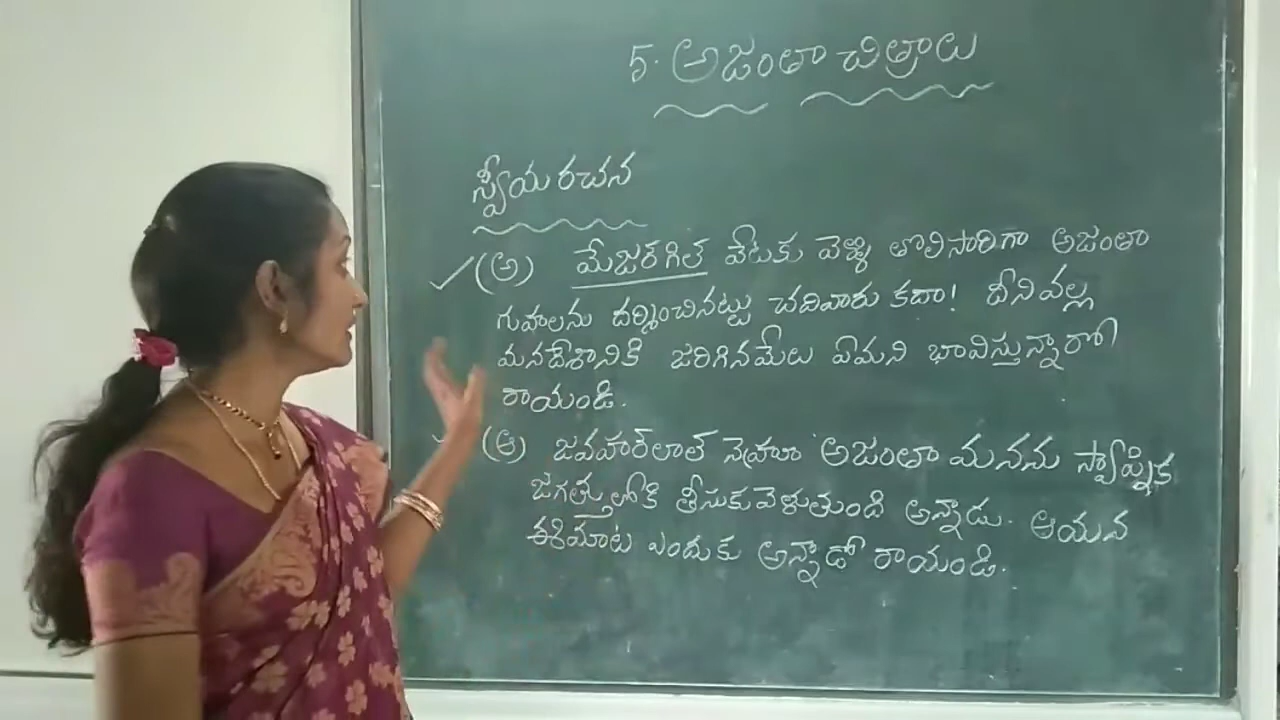 5. అజంతా చిత్రాలు
స్వీయరచన
(అ) మేజర్‌గిల్ వేటకు వెళ్ళి తొలిసారిగా అజంతా
గుహలను దర్శించినట్టు చదివారు కదా! దీనివల్ల
మనదేశానికి జరిగినమేలు ఏమని భావిస్తున్నారో
రాయండి.
(ఆ) జవహర్‌లాల్ నెహ్రూ అజంతా మనను స్వాప్నిక
జగత్తులోకి తీసుకువెళుతుంది అన్నాడు. ఆయన
ఈమాట ఎందుకు అన్నాడో రాయండి.